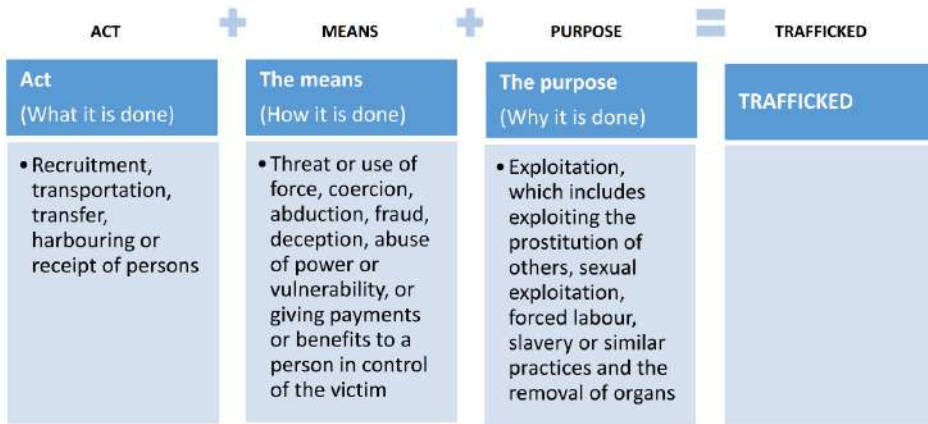 ACT + MEANS + PURPOSE = TRAFFICKED
Act
(What it is done)
• Recruitment,
transportation,
transfer,
harbouring or
receipt of persons
The means
(How it is done)
• Threat or use of
force, coercion,
abduction, fraud,
deception, abuse
of power or
vulnerability, or
giving payments
or benefits to a
person in control
of the victim
The purpose
(Why it is done)
• Exploitation,
which includes
exploiting the
prostitution of
others, sexual
exploitation,
forced labour,
slavery or similar
practices and the
removal of organs
TRAFFICKED